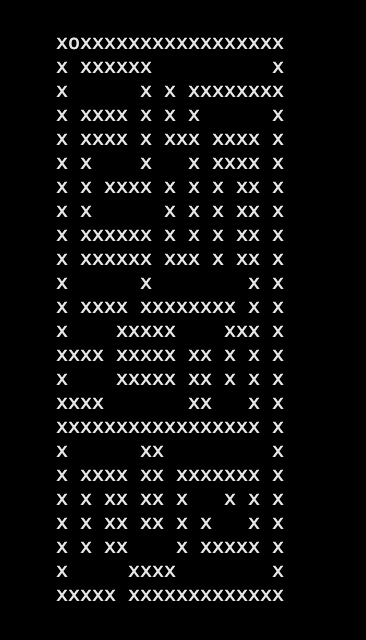 xOxxxxxxxxxxxxxxxxx
x xxxxxx          x
x      x x xxxxxxxx
x xxxx x x x      x
x xxxx x xxx xxxx x
x x    x   x xxxx x
x x xxxx x x x xx x
x x      x x x xx x
x xxxxxx x x x xx x
x xxxxxx xxx x xx x
x      x        x x
x xxxx xxxxxxxx x x
x    xxxxx    xxx x
xxxx xxxxx xx x x x
x    xxxxx xx x x x
xxxx       xx   x x
xxxxxxxxxxxxxxxxx x
x      xx         x
x xxxx xx xxxxxxx x
x x xx xx x   x x x
x x xx xx x x   x x
x x xx    x xxxxx x
x     xxxx        x
xxxxx xxxxxxxxxxxxx